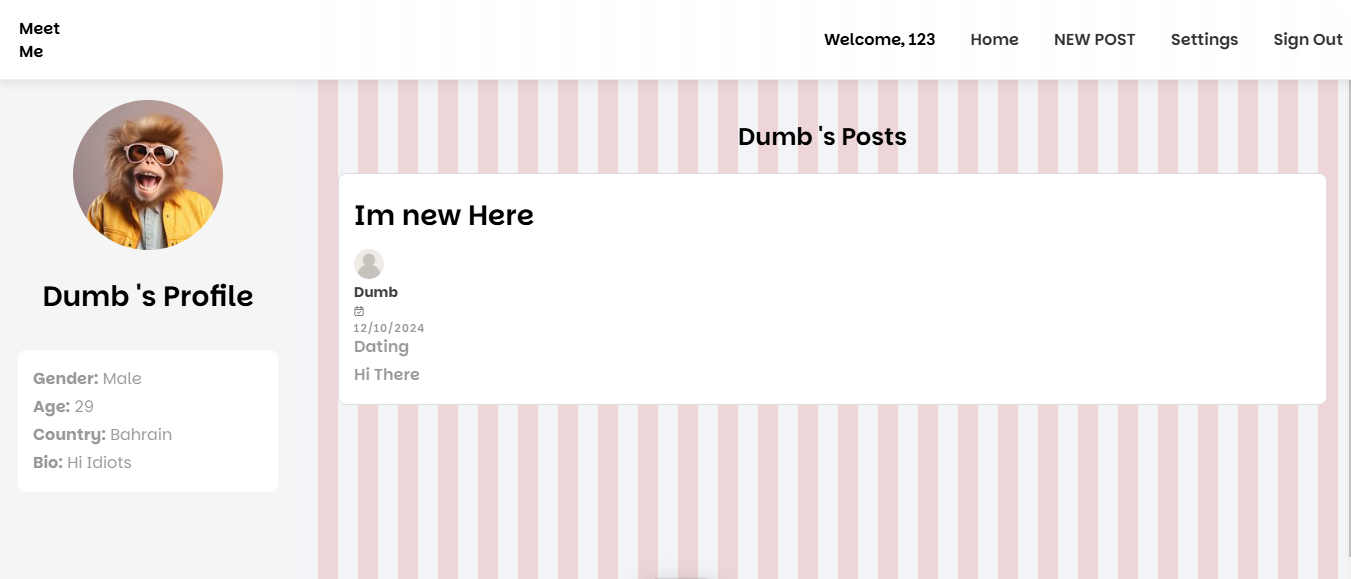 Meet
Me
Welcome, 123 Home NEW POST Settings Sign Out
Dumb 's Profile
Gender: Male
Age: 29
Country: Bahrain
Bio: Hi Idiots
Dumb 's Posts
Im new Here
Dumb
12/10/2024
Dating
Hi There